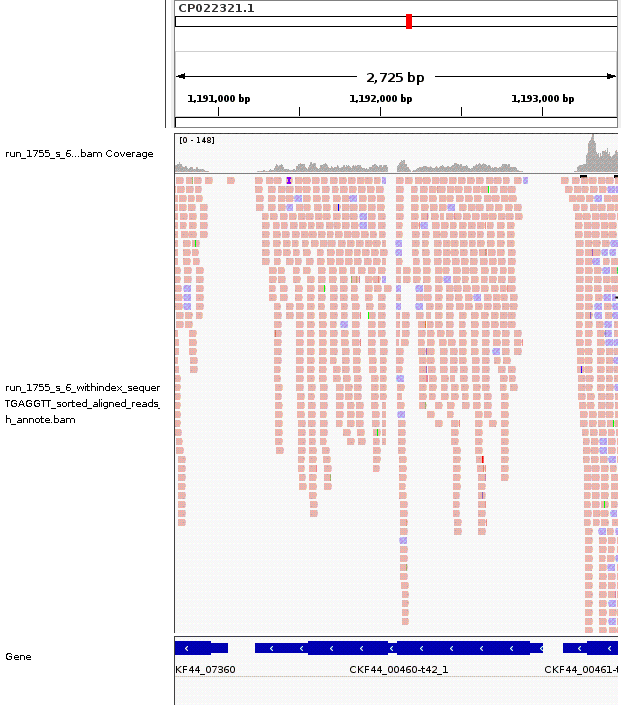 CP022321.1
2,725 bp
1,191,000 bp 1,192,000 bp 1,193,000 bp
[0 - 148]
run_1755_s_6...bam Coverage
run_1755_s_6_withindex_sequer
TGAGGTT_sorted_aligned_reads_
h_annote.bam
Gene
KF44_07360 CKF44_00460-t42_1 CKF44_00461-t